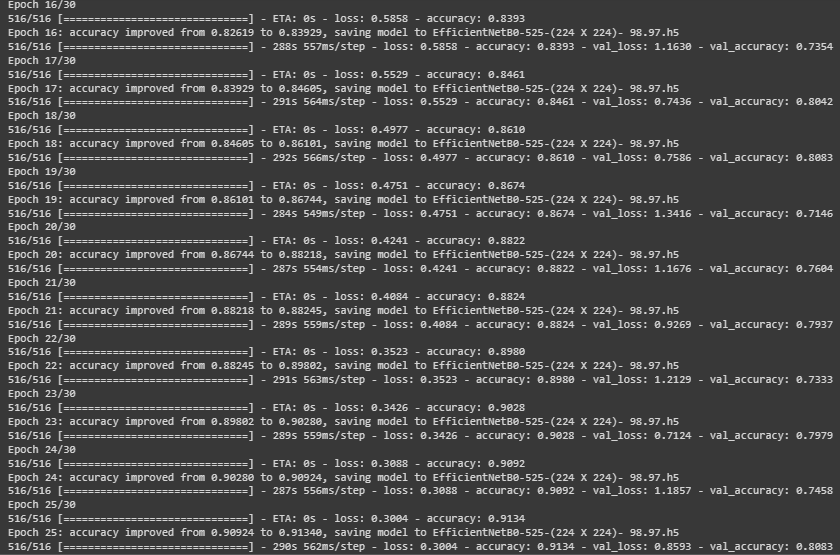 Epoch 16/30
516/516 [==============================] - ETA: 0s - loss: 0.5858 - accuracy: 0.8393
Epoch 16: accuracy improved from 0.82619 to 0.83929, saving model to EfficientNetB0-525-(224 X 224)- 98.97.h5
516/516 [==============================] - 288s 557ms/step - loss: 0.5858 - accuracy: 0.8393 - val_loss: 1.1630 - val_accuracy: 0.7354
Epoch 17/30
516/516 [==============================] - ETA: 0s - loss: 0.5529 - accuracy: 0.8461
Epoch 17: accuracy improved from 0.83929 to 0.84605, saving model to EfficientNetB0-525-(224 X 224)- 98.97.h5
516/516 [==============================] - 291s 564ms/step - loss: 0.5529 - accuracy: 0.8461 - val_loss: 0.7436 - val_accuracy: 0.8042
Epoch 18/30
516/516 [==============================] - ETA: 0s - loss: 0.4977 - accuracy: 0.8610
Epoch 18: accuracy improved from 0.84605 to 0.86101, saving model to EfficientNetB0-525-(224 X 224)- 98.97.h5
516/516 [==============================] - 292s 566ms/step - loss: 0.4977 - accuracy: 0.8610 - val_loss: 0.7586 - val_accuracy: 0.8083
Epoch 19/30
516/516 [==============================] - ETA: 0s - loss: 0.4751 - accuracy: 0.8674
Epoch 19: accuracy improved from 0.86101 to 0.86744, saving model to EfficientNetB0-525-(224 X 224)- 98.97.h5
516/516 [==============================] - 284s 549ms/step - loss: 0.4751 - accuracy: 0.8674 - val_loss: 1.3416 - val_accuracy: 0.7146
Epoch 20/30
516/516 [==============================] - ETA: 0s - loss: 0.4241 - accuracy: 0.8822
Epoch 20: accuracy improved from 0.86744 to 0.88218, saving model to EfficientNetB0-525-(224 X 224)- 98.97.h5
516/516 [==============================] - 287s 554ms/step - loss: 0.4241 - accuracy: 0.8822 - val_loss: 1.1676 - val_accuracy: 0.7604
Epoch 21/30
516/516 [==============================] - ETA: 0s - loss: 0.4084 - accuracy: 0.8824
Epoch 21: accuracy improved from 0.88218 to 0.88245, saving model to EfficientNetB0-525-(224 X 224)- 98.97.h5
516/516 [==============================] - 289s 559ms/step - loss: 0.4084 - accuracy: 0.8824 - val_loss: 0.9269 - val_accuracy: 0.7937
Epoch 22/30
516/516 [==============================] - ETA: 0s - loss: 0.3523 - accuracy: 0.8980
Epoch 22: accuracy improved from 0.88245 to 0.89802, saving model to EfficientNetB0-525-(224 X 224)- 98.97.h5
516/516 [==============================] - 291s 563ms/step - loss: 0.3523 - accuracy: 0.8980 - val_loss: 1.2129 - val_accuracy: 0.7333
Epoch 23/30
516/516 [==============================] - ETA: 0s - loss: 0.3426 - accuracy: 0.9028
Epoch 23: accuracy improved from 0.89802 to 0.90280, saving model to EfficientNetB0-525-(224 X 224)- 98.97.h5
516/516 [==============================] - 289s 559ms/step - loss: 0.3426 - accuracy: 0.9028 - val_loss: 0.7124 - val_accuracy: 0.7979
Epoch 24/30
516/516 [==============================] - ETA: 0s - loss: 0.3088 - accuracy: 0.9092
Epoch 24: accuracy improved from 0.90280 to 0.90924, saving model to EfficientNetB0-525-(224 X 224)- 98.97.h5
516/516 [==============================] - 287s 556ms/step - loss: 0.3088 - accuracy: 0.9092 - val_loss: 1.1857 - val_accuracy: 0.7458
Epoch 25/30
516/516 [==============================] - ETA: 0s - loss: 0.3004 - accuracy: 0.9134
Epoch 25: accuracy improved from 0.90924 to 0.91340, saving model to EfficientNetB0-525-(224 X 224)- 98.97.h5
516/516 [==============================] - 290s 562ms/step - loss: 0.3004 - accuracy: 0.9134 - val_loss: 0.8593 - val_accuracy: 0.8083